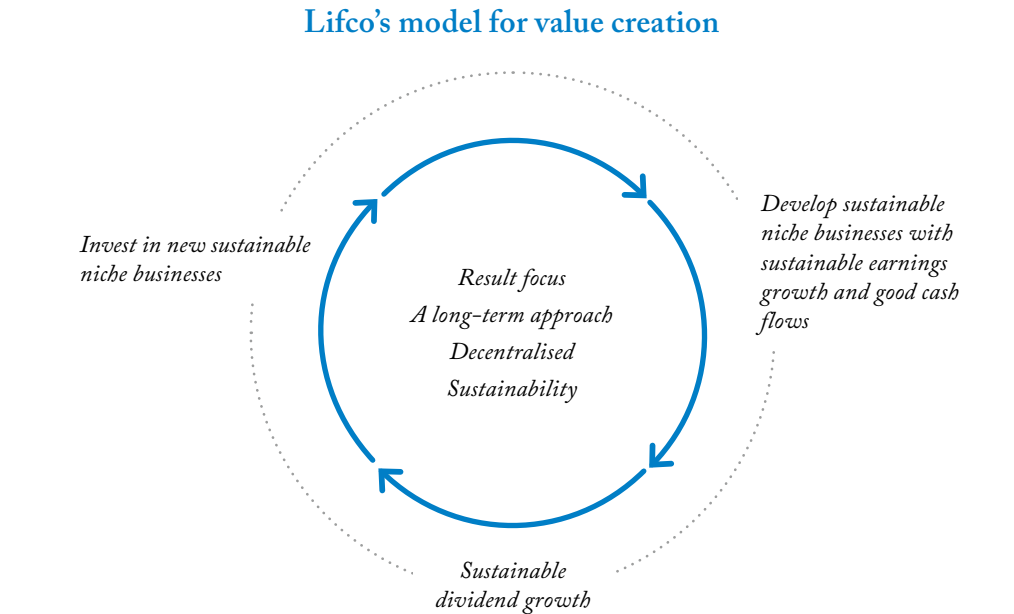 Lifco’s model for value creation
Invest in new sustainable
niche businesses
Develop sustainable
niche businesses with
sustainable earnings
growth and good cash
flows
Result focus
A long-term approach
Decentralised
Sustainability
Sustainable
dividend growth